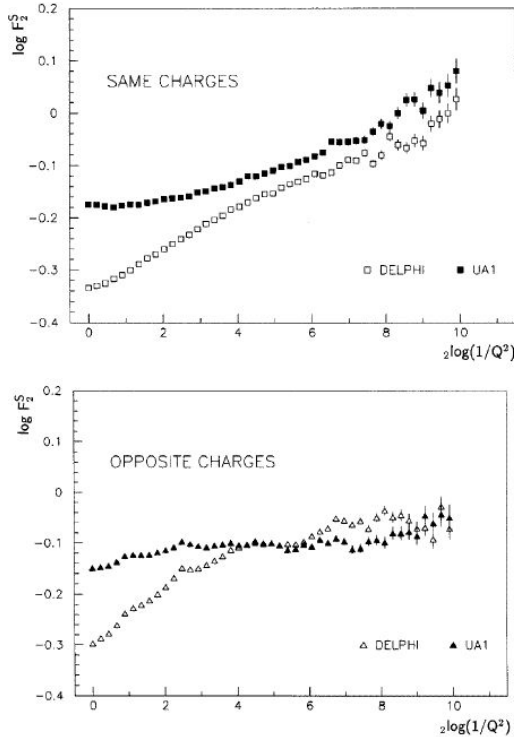 log F₂ˢ
0.2
0.1
0
−0.1
−0.2
−0.3
−0.4
SAME CHARGES
□ DELPHI ■ UA1
0 2 4 6 8 10
₂log(1/Q²)
log F₂ˢ
0.2
0.1
0
−0.1
−0.2
−0.3
−0.4
OPPOSITE CHARGES
△ DELPHI ▲ UA1
0 2 4 6 8 10
₂log(1/Q²)